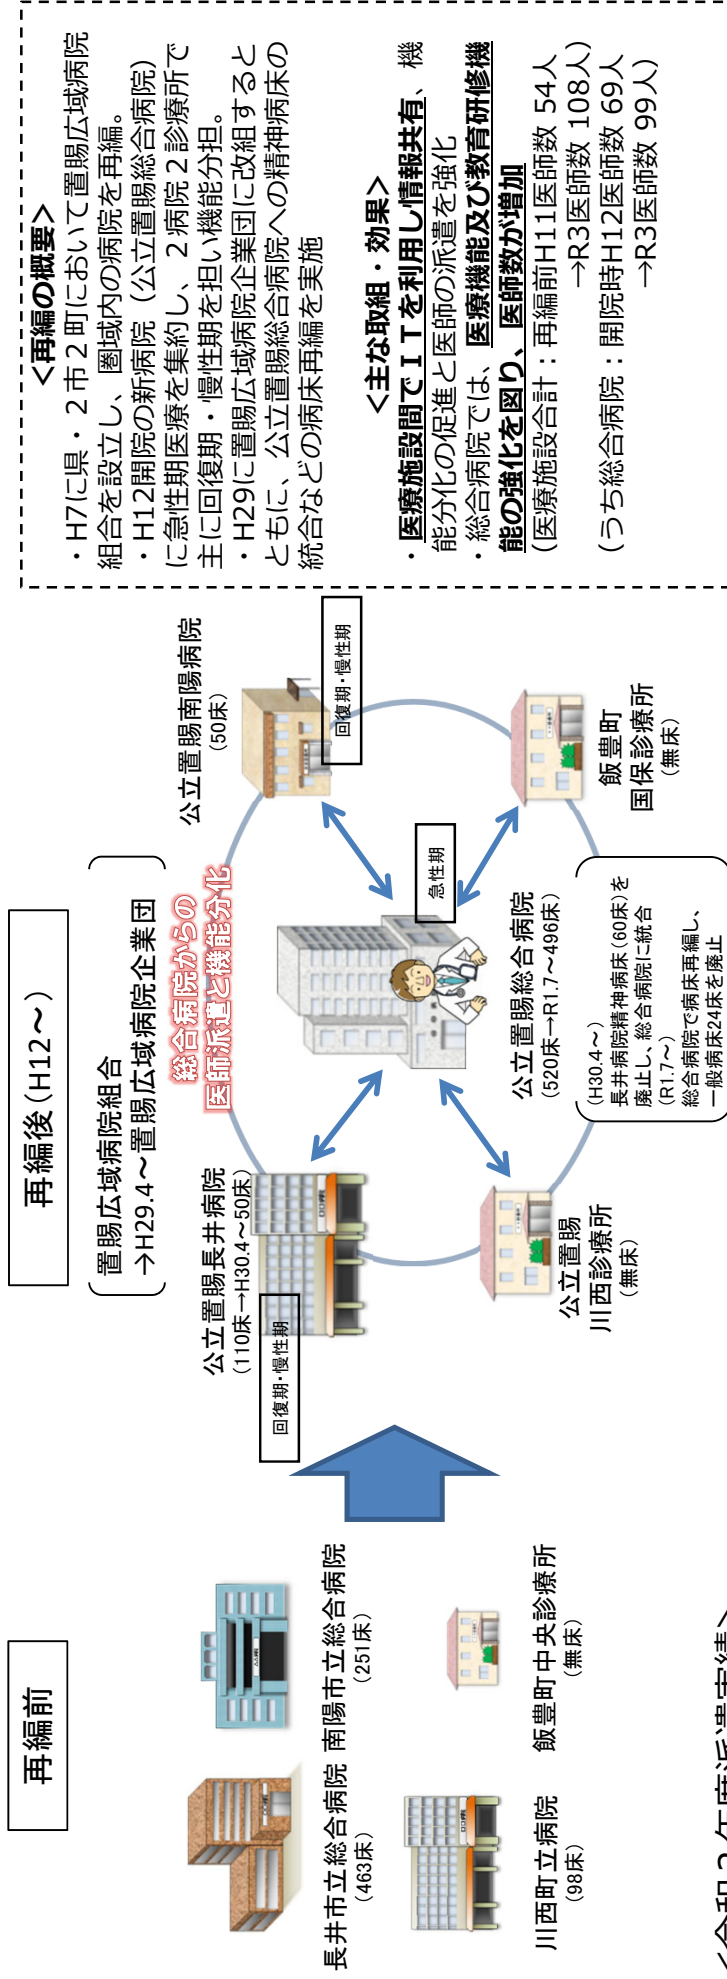 再編前
長井市立総合病院
(463床)
南陽市立総合病院
(251床)
川西町立病院
(98床)
飯豊町中央診療所
(無床)
再編後(H12～)
置賜広域病院組合
→H29.4～置賜広域病院企業団
総合病院からの
医師派遣と機能分化
公立置賜長井病院
(110床→H30.4～50床)
回復期・慢性期
公立置賜南陽病院
(50床)
回復期・慢性期
急性期
公立置賜総合病院
(520床→R1.7～496床)
公立置賜
川西診療所
(無床)
飯豊町
国保診療所
(無床)
(H30.4～)
長井病院精神病床(60床)を
廃止し、総合病院に統合
(R1.7～)
総合病院で病床再編し、
一般病床24床を廃止
＜再編の概要＞
・H7に県・２市２町において置賜広域病院
組合を設立し、圏域内の病院を再編。
・H12開院の新病院（公立置賜総合病院）
に急性期医療を集約し、２病院２診療所で
主に回復期・慢性期を担い機能分担。
・H29に置賜広域病院企業団に改組すると
ともに、公立置賜総合病院への精神病床の
統合などの病床再編を実施
＜主な取組・効果＞
・医療施設間でＩＴを利用し情報共有、機
能分化の促進と医師の派遣を強化
・総合病院では、医療機能及び教育研修機
能の強化を図り、医師数が増加
(医療施設合計：再編前H11医師数 54人
→R3医師数 108人)
(うち総合病院：開院時H12医師数 69人
→R3医師数 99人)